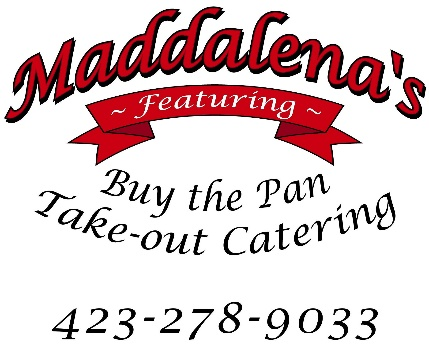 Maddalena's
~ Featuring ~
Buy the Pan
Take-out Catering
423-278-9033